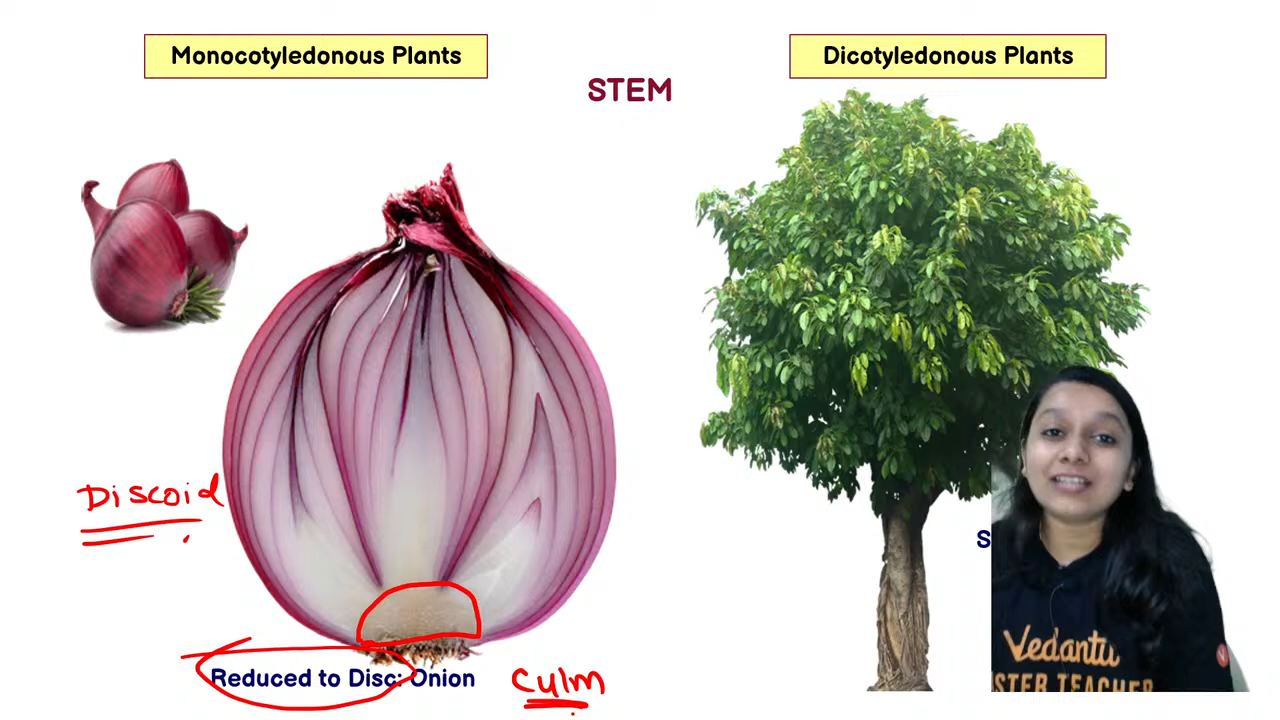 Monocotyledonous Plants
Dicotyledonous Plants
STEM
Discoid
S
Reduced to Disc: Onion
Culm
Vedantu
STER TEACHER